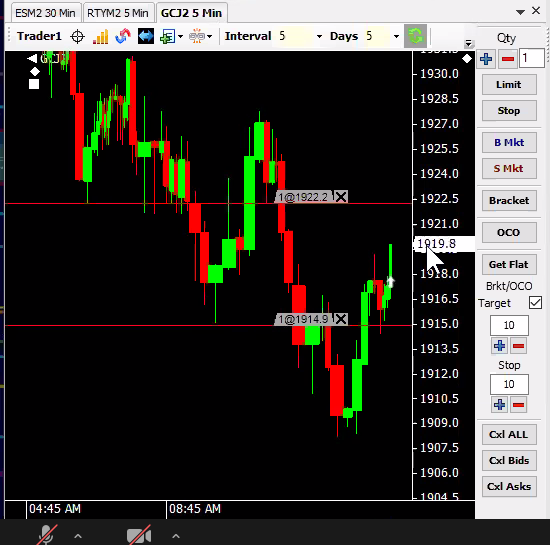 ESM2 30 Min RTYM2 5 Min GCJ2 5 Min
Trader1 Interval 5 Days 5
Qty
1
1930.0
Limit
1928.5
Stop
1927.0
1925.5
B Mkt
1924.0
S Mkt
1@1922.2
1922.5
Bracket
1921.0
OCO
1919.8
1918.0
Get Flat
1916.5
Brkt/OCO
Target
1@1914.9
1915.0
10
1913.5
1912.0
Stop
1910.5
10
1909.0
1907.5
Cxl ALL
1906.0
Cxl Bids
1904.5
Cxl Asks
04:45 AM 08:45 AM